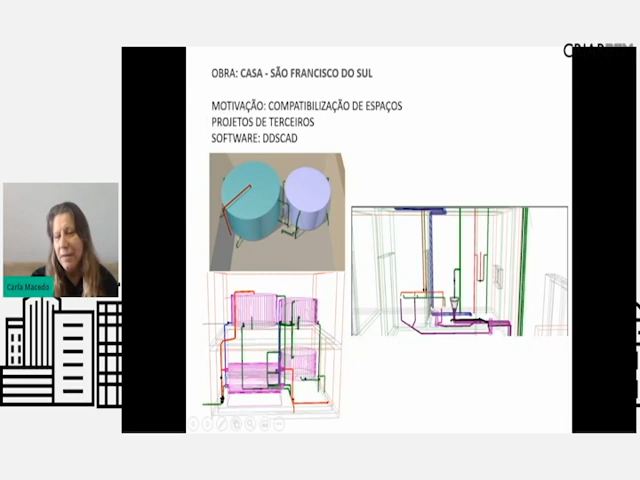 OBRA: CASA - SÃO FRANCISCO DO SUL
MOTIVAÇÃO: COMPATIBILIZAÇÃO DE ESPAÇOS
PROJETOS DE TERCEIROS
SOFTWARE: DDSCAD
Carla Macedo